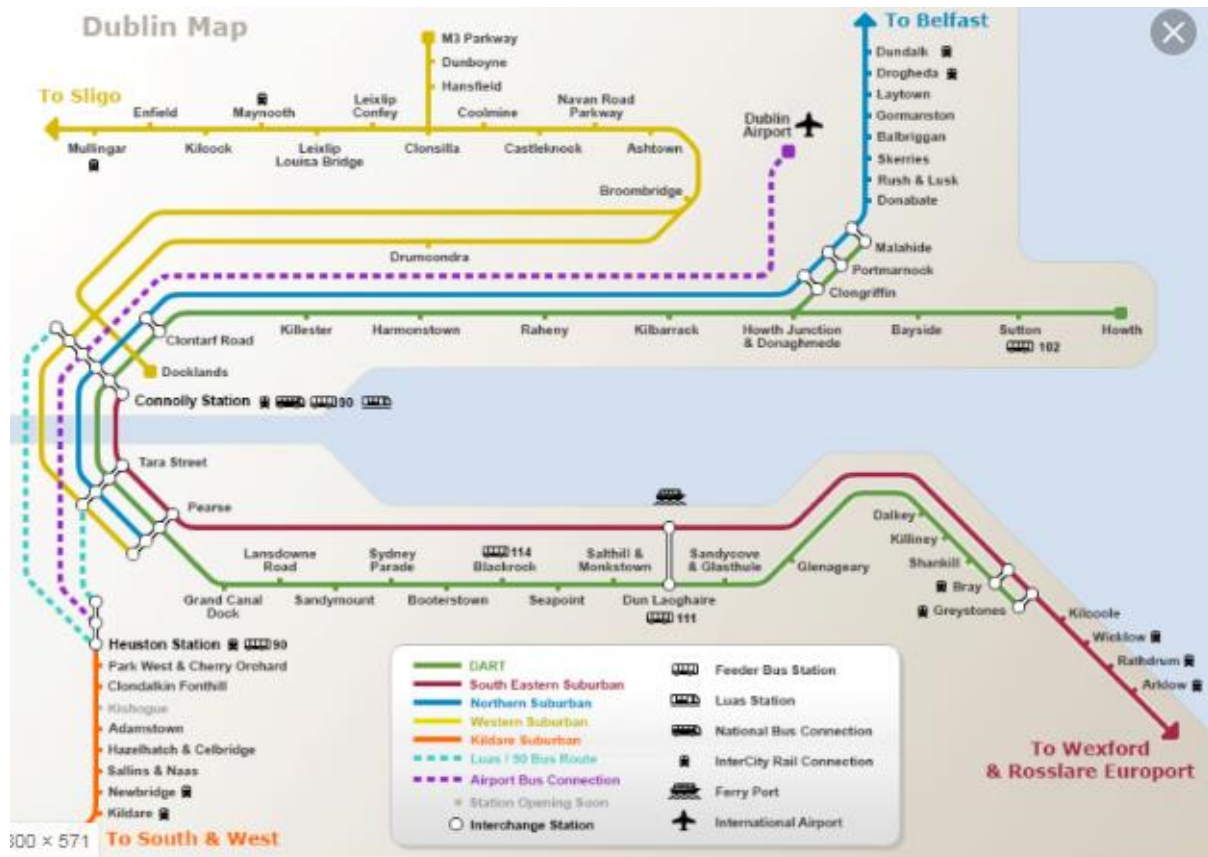 Dublin Map
To Belfast
M3 Parkway
Dunboyne
Hansfield
To Sligo
Enfield
Maynooth
Leixlip
Confey
Coolmine
Navan Road
Parkway
Mullingar
Kilcock
Leixlip
Louisa Bridge
Clonsilla
Castleknock
Ashtown
Broombridge
Drumcondra
Dublin
Airport
Dundalk
Drogheda
Laytown
Gormanston
Balbriggan
Skerries
Rush & Lusk
Donabate
Malahide
Portmarnock
Clongriffin
Clontarf Road
Killester
Harmonstown
Raheny
Kilbarrack
Howth Junction
& Donaghmede
Bayside
Sutton
102
Howth
Docklands
Connolly Station
90
Tara Street
Pearse
Lansdowne
Road
Sydney
Parade
114
Blackrock
Salthill &
Monkstown
Sandycove
& Glasthule
Glenageary
Grand Canal
Dock
Sandymount
Booterstown
Seapoint
Dun Laoghaire
111
Dalkey
Killiney
Shankill
Bray
Greystones
Kilcoole
Wicklow
Rathdrum
Arklow
To Wexford
& Rosslare Europort
Heuston Station
90
Park West & Cherry Orchard
Clondalkin Fonthill
Kishogue
Adamstown
Hazelhatch & Celbridge
Sallins & Naas
Newbridge
Kildare
To South & West
DART
South Eastern Suburban
Northern Suburban
Western Suburban
Kildare Suburban
Luas / 90 Bus Route
Airport Bus Connection
Station Opening Soon
Interchange Station
Feeder Bus Station
Luas Station
National Bus Connection
InterCity Rail Connection
Ferry Port
International Airport
800 × 571